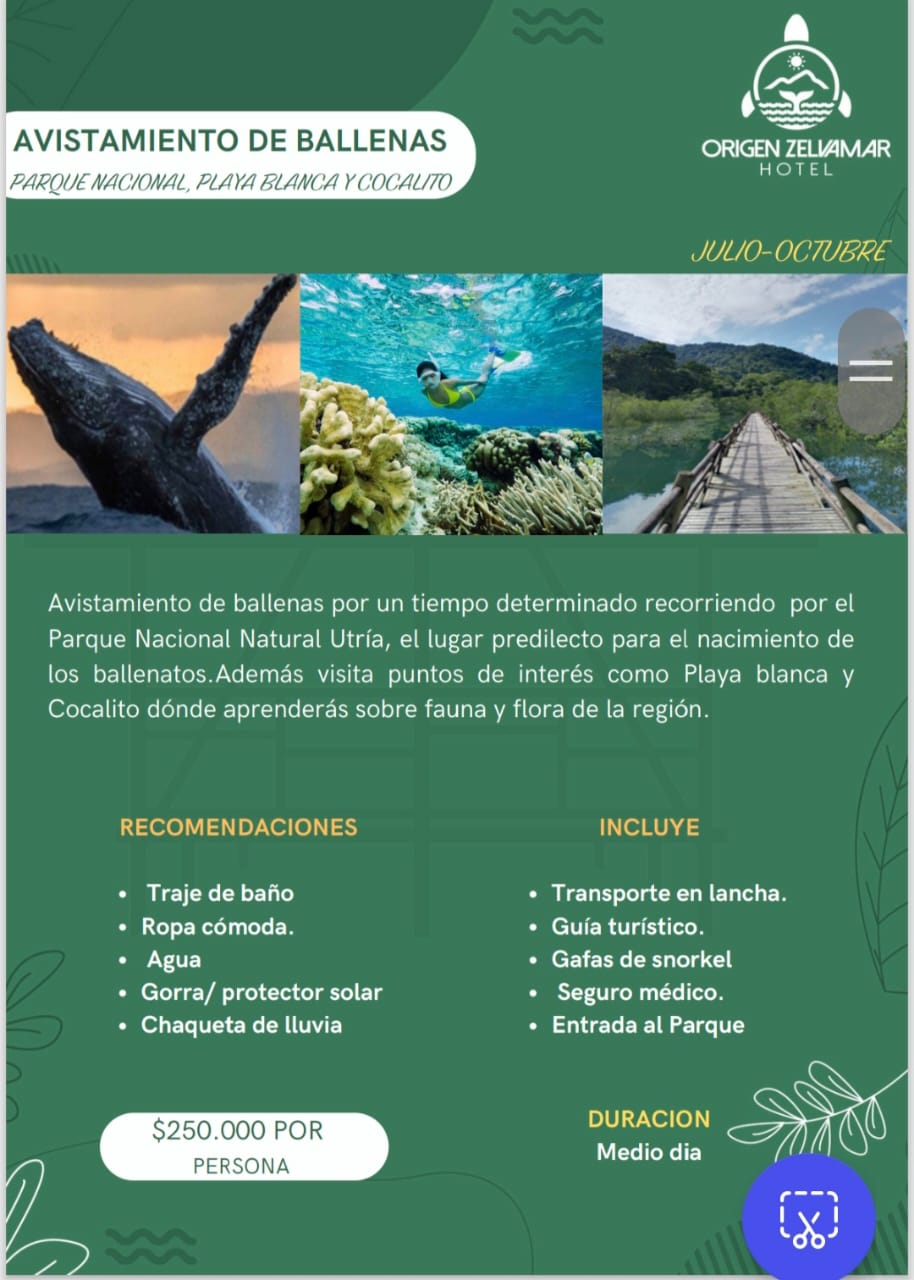 ORIGEN ZELVAMAR
HOTEL
AVISTAMIENTO DE BALLENAS
PARQUE NACIONAL, PLAYA BLANCA Y COCALITO
JULIO-OCTUBRE
Avistamiento de ballenas por un tiempo determinado recorriendo por el
Parque Nacional Natural Utría, el lugar predilecto para el nacimiento de
los ballenatos.Además visita puntos de interés como Playa blanca y
Cocalito dónde aprenderás sobre fauna y flora de la región.
RECOMENDACIONES
• Traje de baño
• Ropa cómoda.
• Agua
• Gorra/ protector solar
• Chaqueta de lluvia
INCLUYE
• Transporte en lancha.
• Guía turístico.
• Gafas de snorkel
• Seguro médico.
• Entrada al Parque
$250.000 POR
PERSONA
DURACION
Medio dia